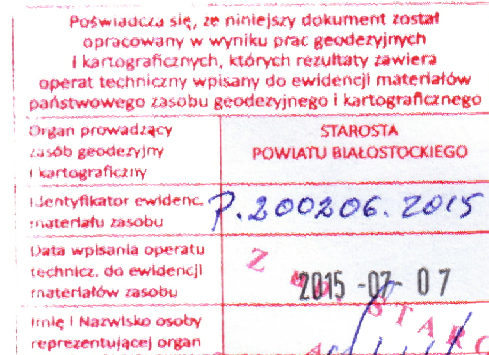 Poświadcza się, że niniejszy dokument został
opracowany w wyniku prac geodezyjnych
i kartograficznych, których rezultaty zawiera
operat techniczny wpisany do ewidencji materiałów
państwowego zasobu geodezyjnego i kartograficznego
Organ prowadzący
zasób geodezyjny
i kartograficzny
STAROSTA
POWIATU BIAŁOSTOCKIEGO
Identyfikator ewidenc.
materiału zasobu
P.200206.2015
Data wpisania operatu
technicz. do ewidencji
materiałów zasobu
2015 -07- 07
Imię i Nazwisko osoby
reprezentującej organ